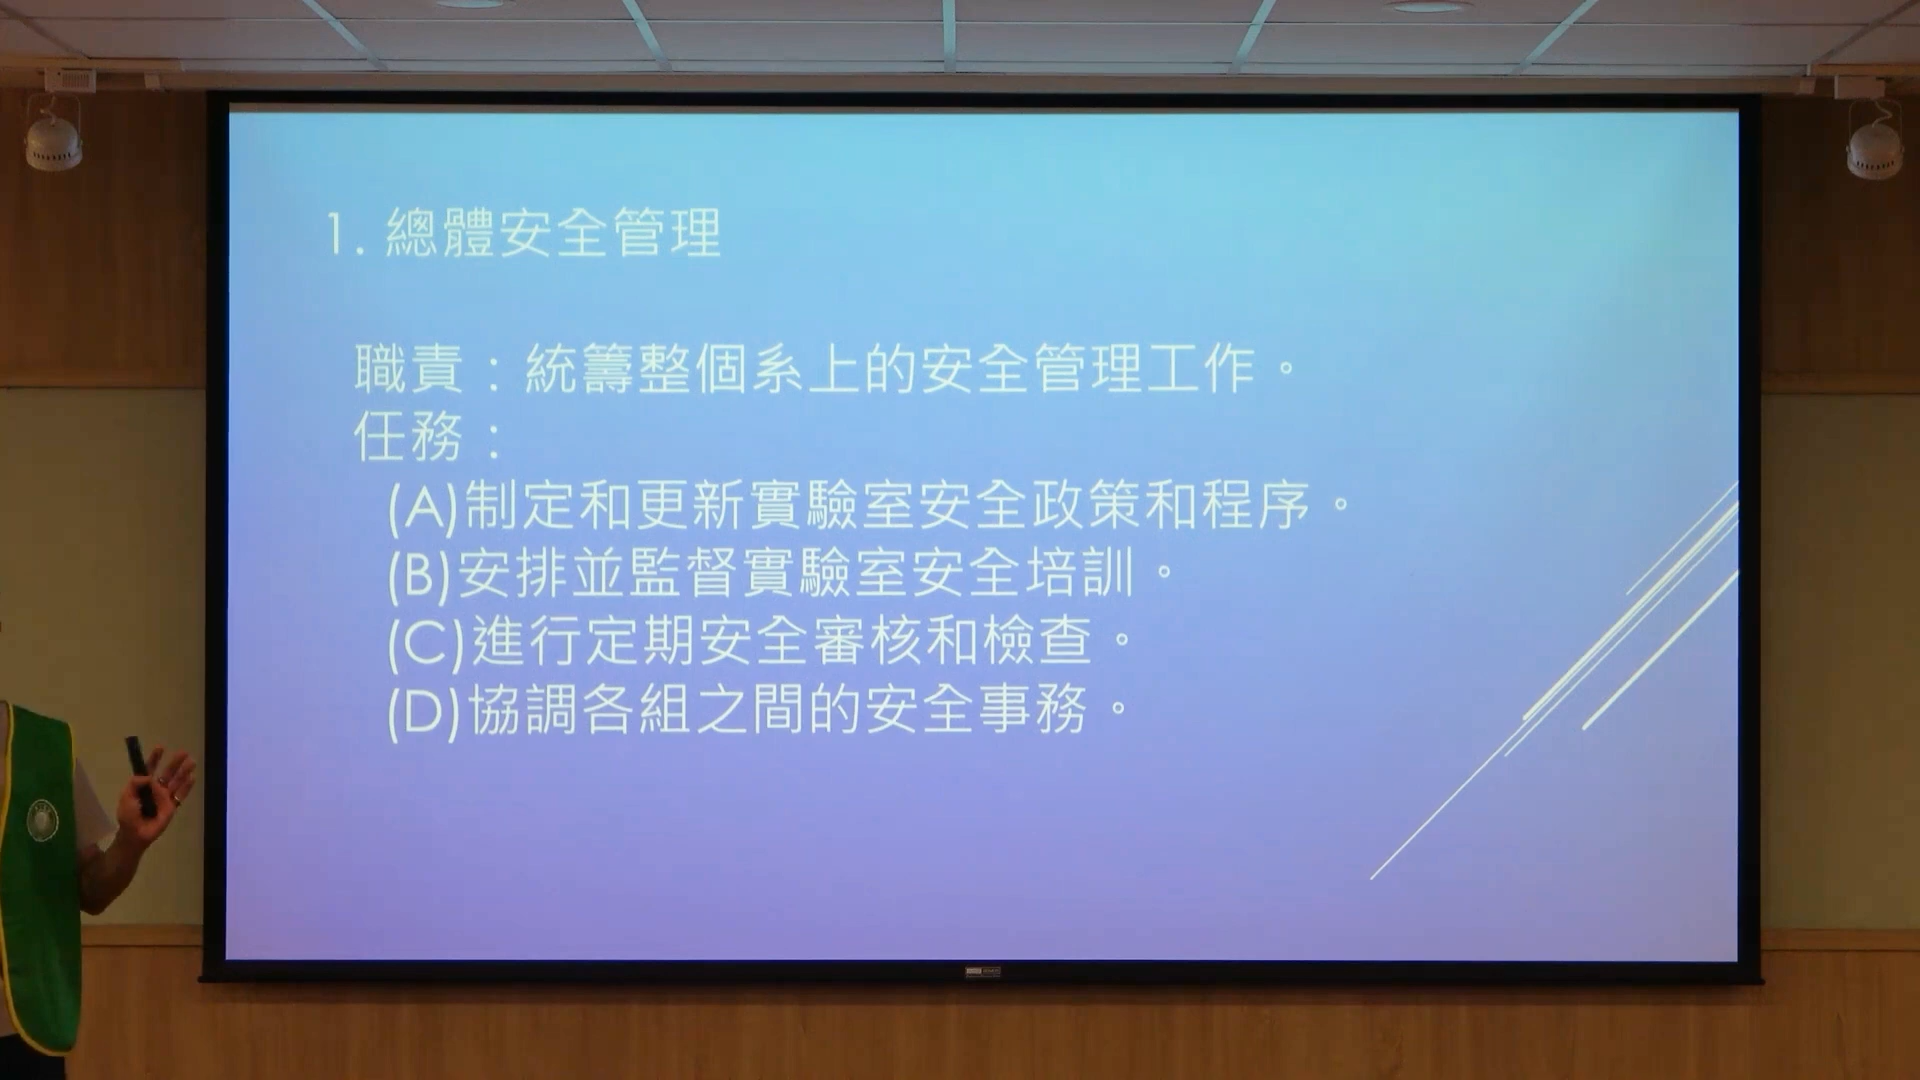 1. 總體安全管理
職責：統籌整個系上的安全管理工作。
任務：
(A)制定和更新實驗室安全政策和程序。
(B)安排並監督實驗室安全培訓。
(C)進行定期安全審核和檢查。
(D)協調各組之間的安全事務。